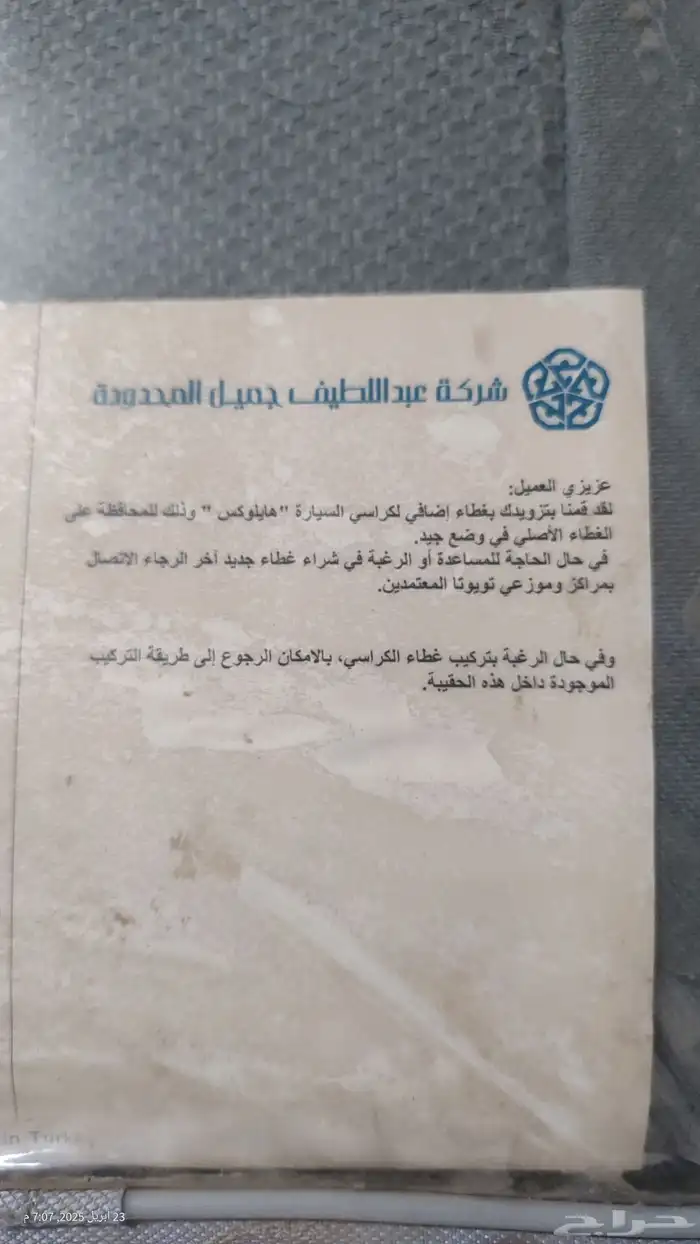 شركة عبداللطيف جميل المحدودة
عزيزي العميل:
لقد قمنا بتزويدك بغطاء إضافي لكراسي السيارة "هايلوكس" وذلك للمحافظة على
الغطاء الأصلي في وضع جيد.
في حال الحاجة للمساعدة أو الرغبة في شراء غطاء جديد آخر الرجاء الاتصال
بمراكز وموزعي تويوتا المعتمدين.
وفي حال الرغبة بتركيب غطاء الكراسي، بالامكان الرجوع إلى طريقة التركيب
الموجودة داخل هذه الحقيبة.
in Turkey
23 ابريل 2025, 7:07 م
حراج